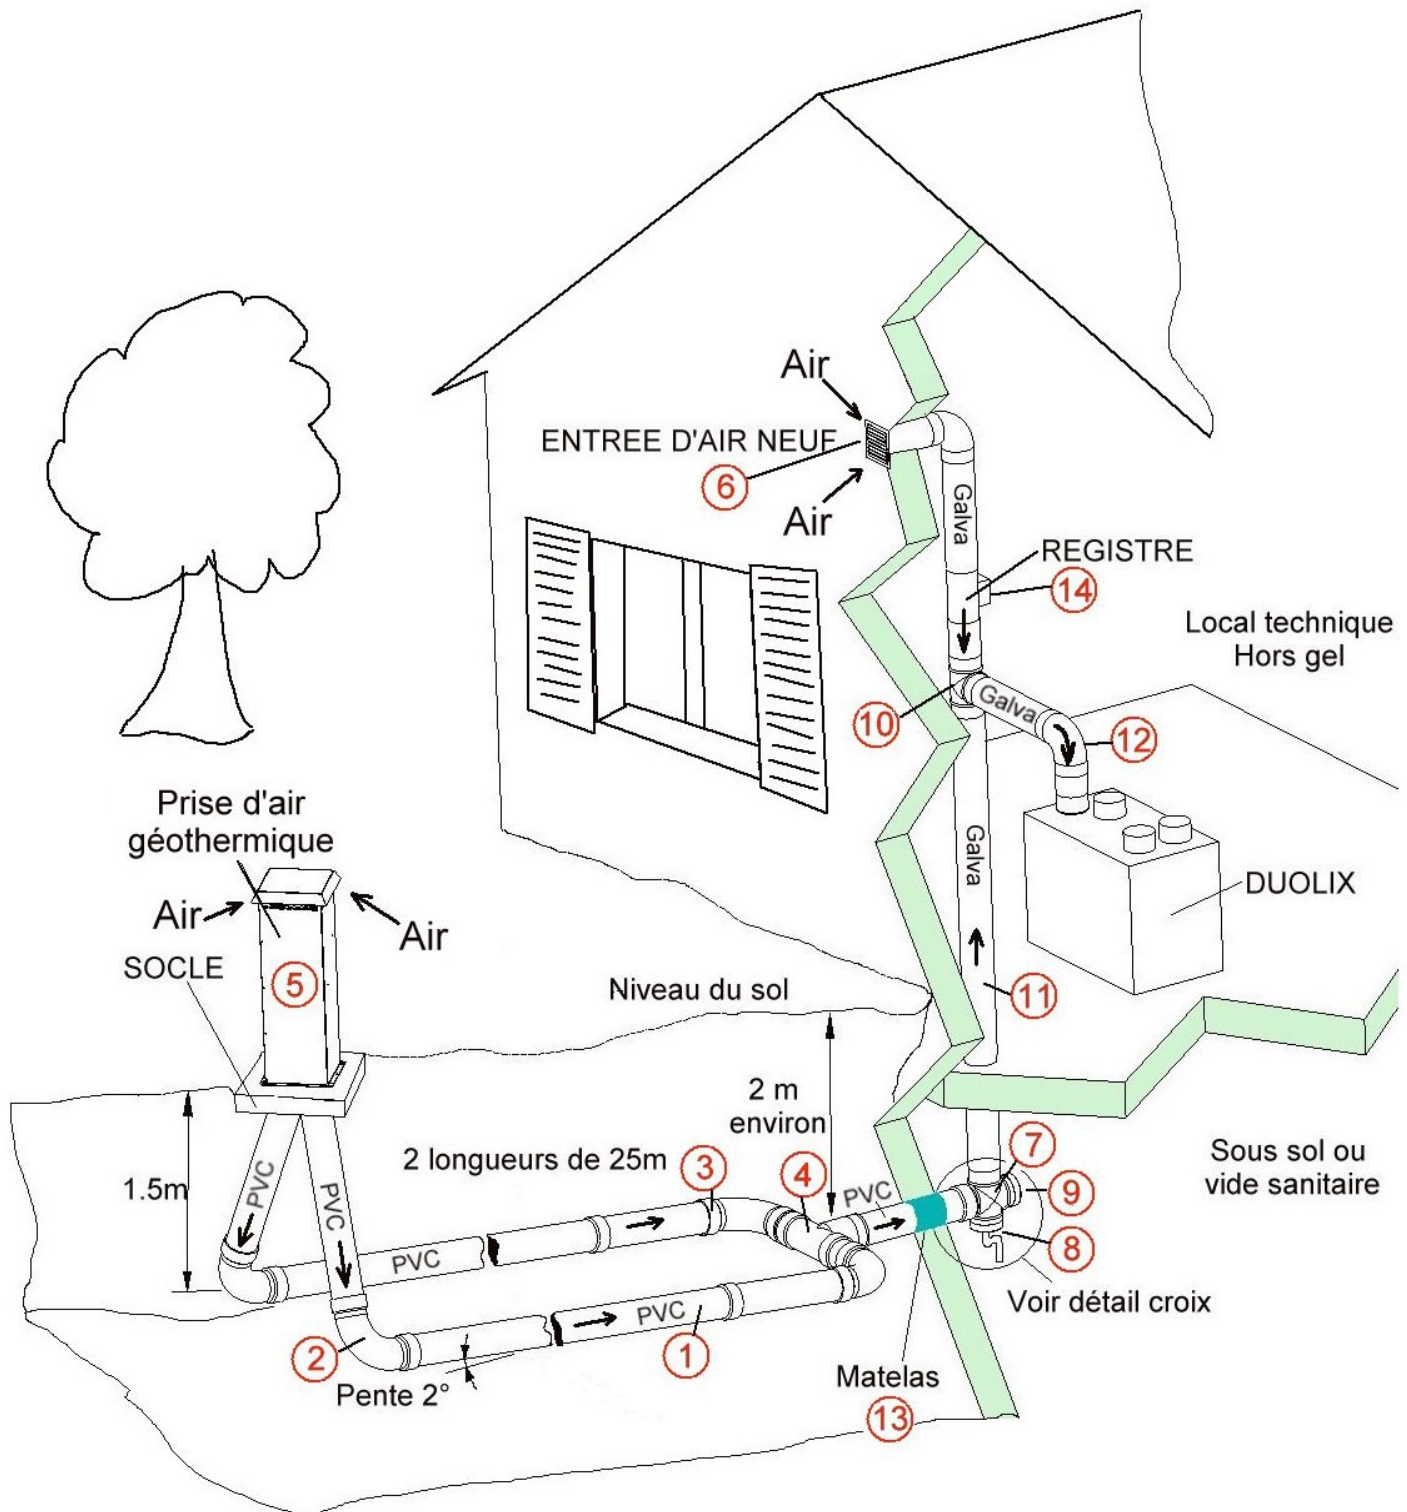 Air
ENTREE D'AIR NEUF
6
Air
Galva
REGISTRE
14
Local technique
Hors gel
10
Galva
12
Prise d'air
géothermique
Air
Air
SOCLE
5
Galva
DUOLIX
11
Niveau du sol
2 m
environ
1.5m
PVC
PVC
2 longueurs de 25m
3
4
PVC
7
9
8
Sous sol ou
vide sanitaire
PVC
PVC
1
2
Pente 2°
Voir détail croix
Matelas
13